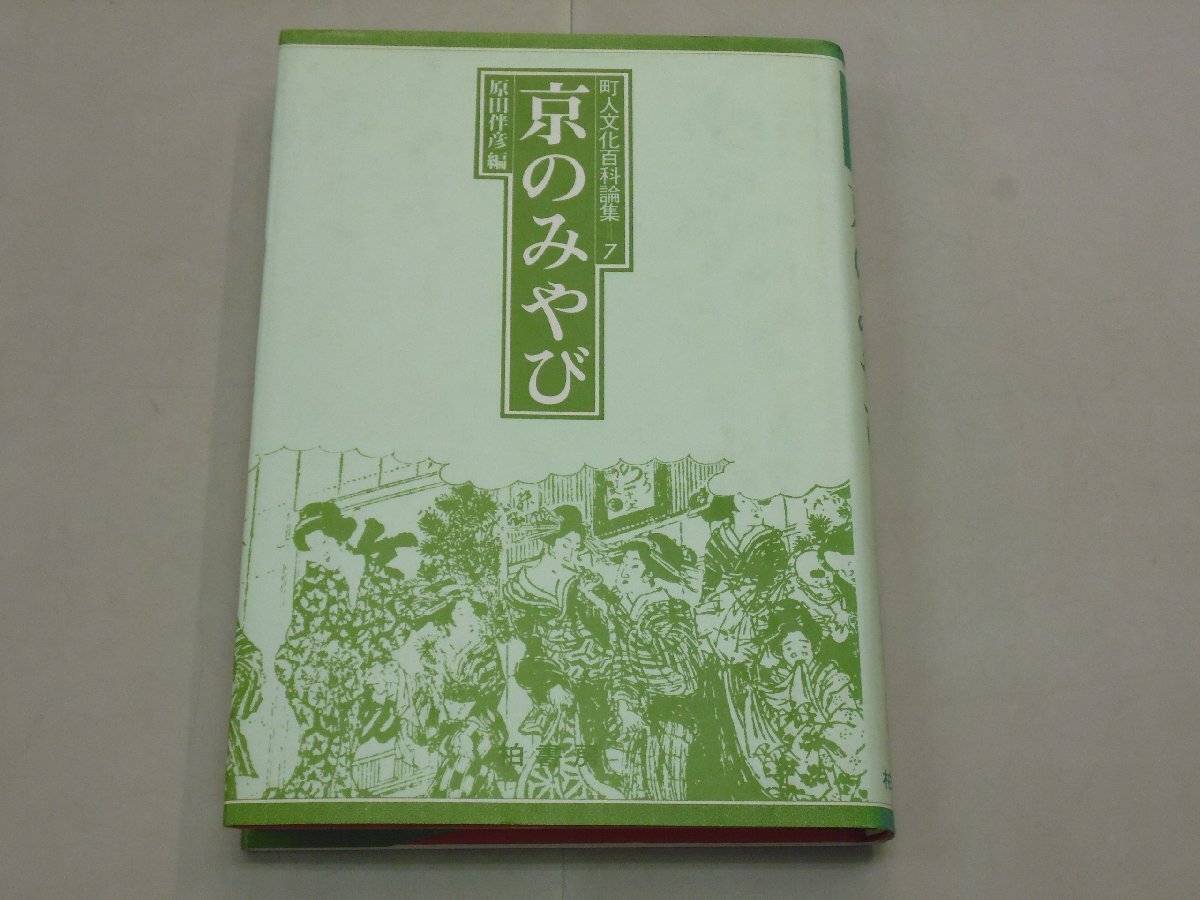 町人文化百科論集―7
京のみやび
原田伴彦編
柏書房